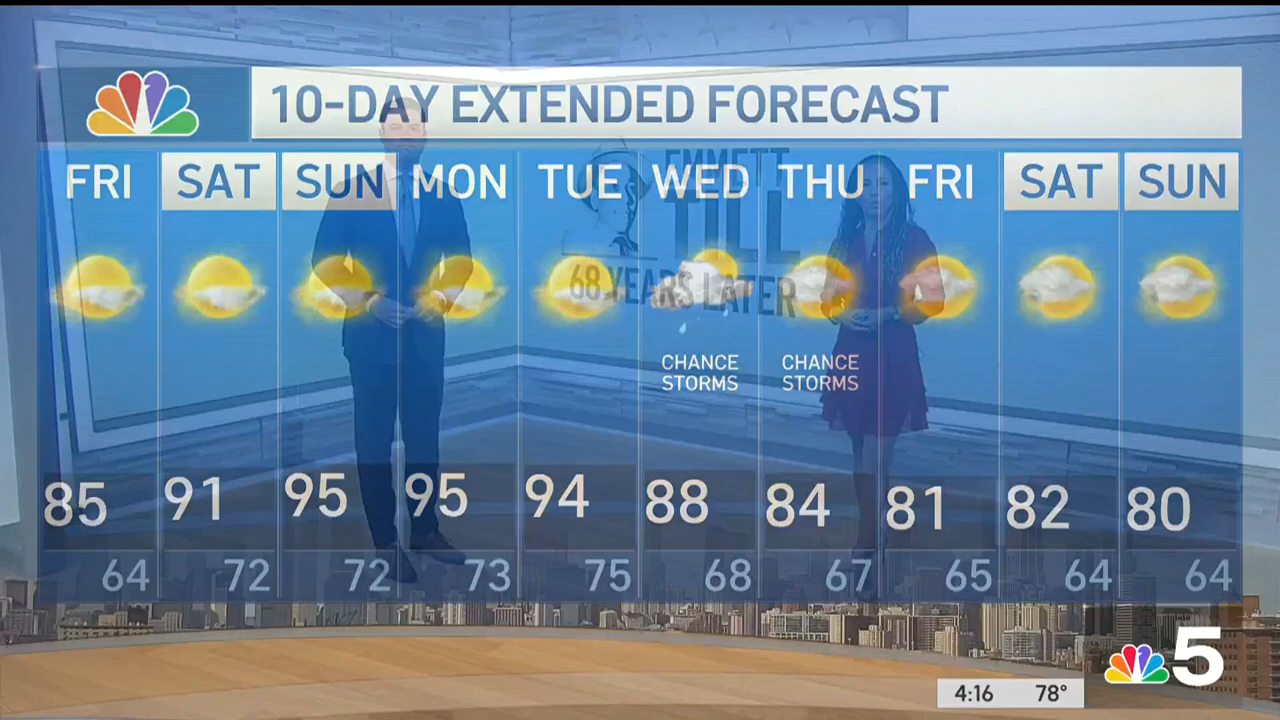 10-DAY EXTENDED FORECAST
FRI SAT SUN MON TUE WED THU FRI SAT SUN
EMMETT
TILL
68 YEARS LATER
CHANCE STORMS CHANCE STORMS
85 91 95 95 94 88 84 81 82 80
64 72 72 73 75 68 67 65 64 64
5
4:16 78°